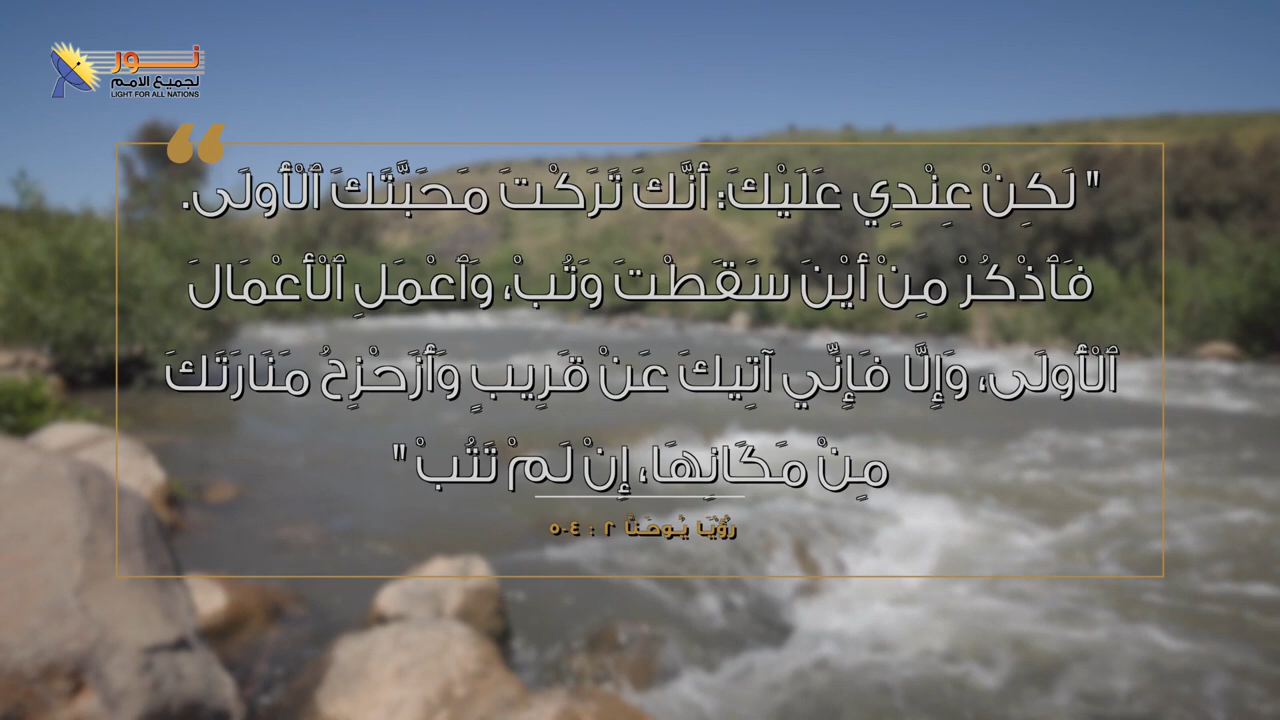 نور
لجميع الامم
LIGHT FOR ALL NATIONS
" لَكِنْ عِنْدِي عَلَيْكَ: أَنَّكَ تَرَكْتَ مَحَبَّتَكَ ٱلْأُولَى.
فَٱذْكُرْ مِنْ أَيْنَ سَقَطْتَ وَتُبْ، وَٱعْمَلِ ٱلْأَعْمَالَ
ٱلْأُولَى، وَإِلَّا فَإِنِّي آتِيكَ عَنْ قَرِيبٍ وَأُزَحْزِحُ مَنَارَتَكَ
مِنْ مَكَانِهَا، إِنْ لَمْ تَتُبْ "
رُؤْيَا يُوحَنَّا ٢ : ٤-٥